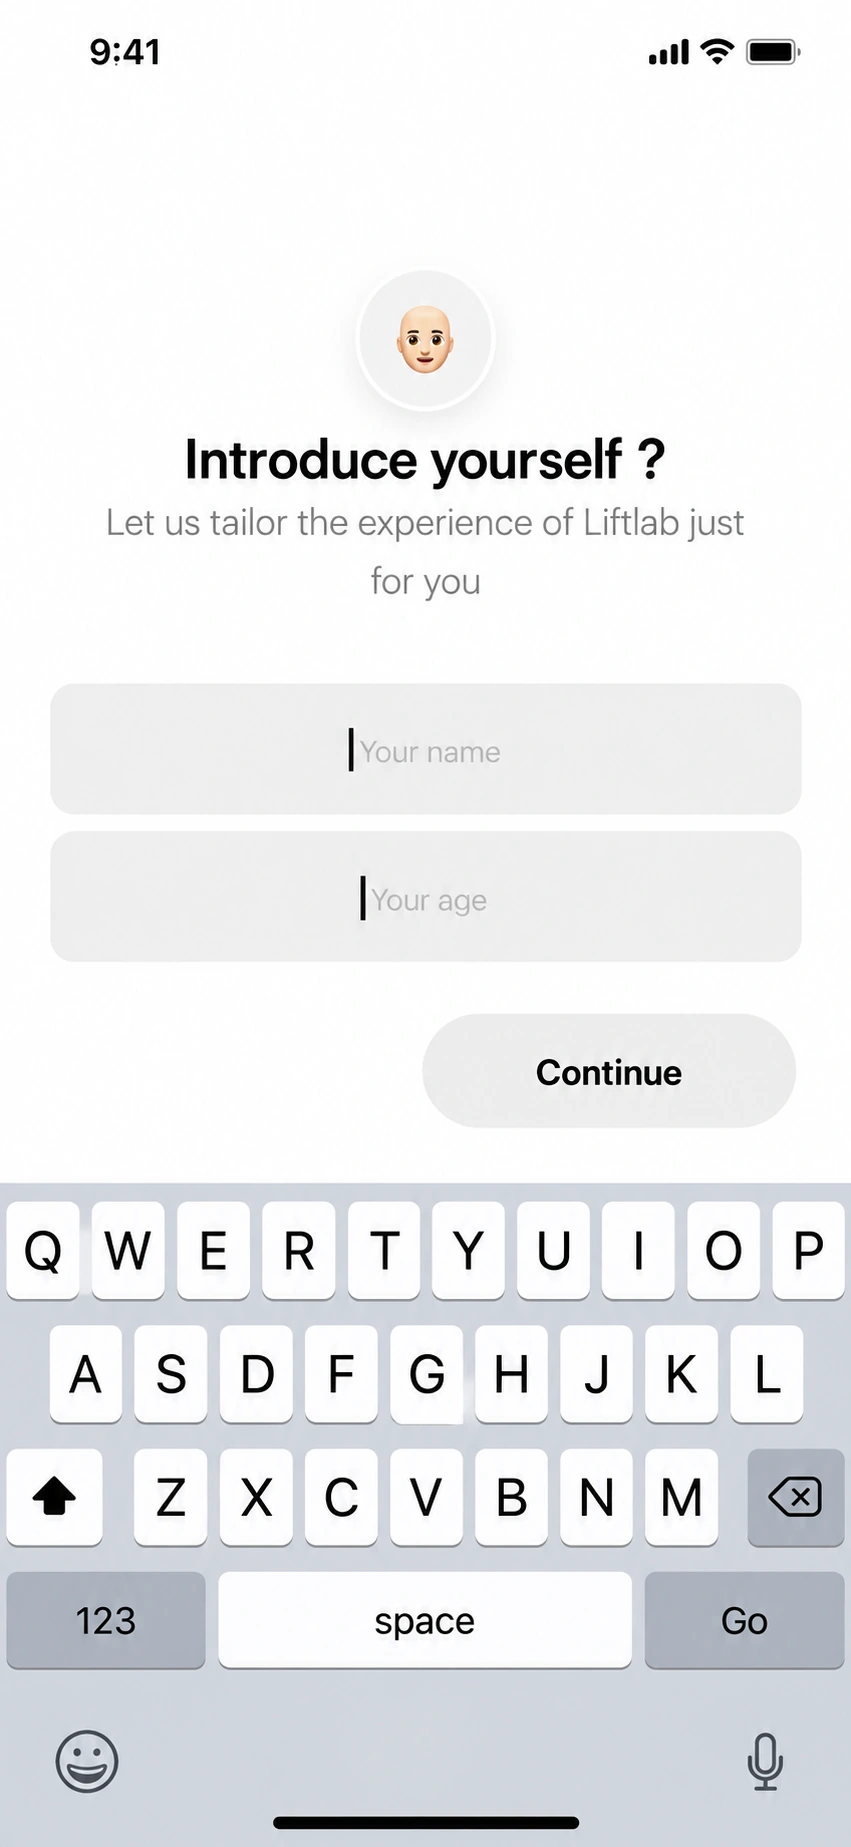 9:41
Introduce yourself ?
Let us tailor the experience of Liftlab just
for you
Your name
Your age
Continue
Q W E R T Y U I O P
A S D F G H J K L
Z X C V B N M
123 space Go